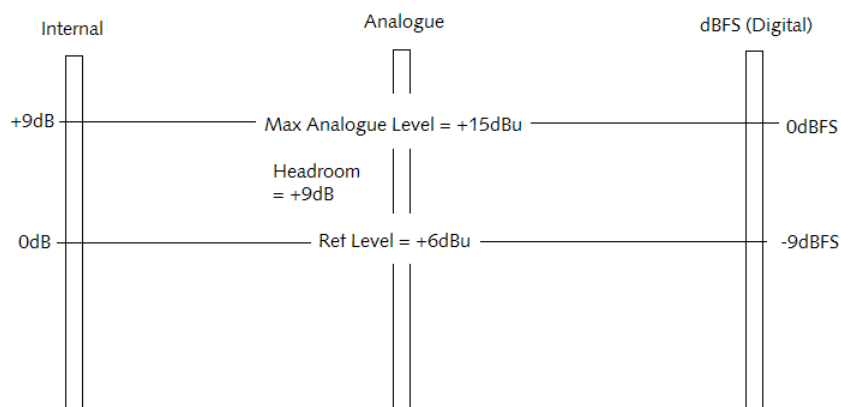 Internal
Analogue
dBFS (Digital)
+9dB
Max Analogue Level = +15dBu
0dBFS
Headroom
= +9dB
0dB
Ref Level = +6dBu
-9dBFS